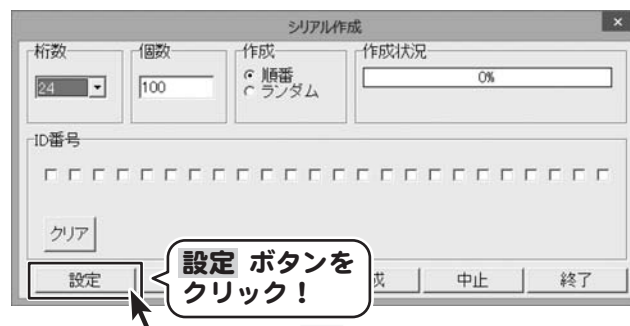 シリアル作成
桁数
個数
作成
作成状況
24
100
順番
ランダム
0%
ID番号
クリア
設定
設定 ボタンを
クリック！
成
中止
終了